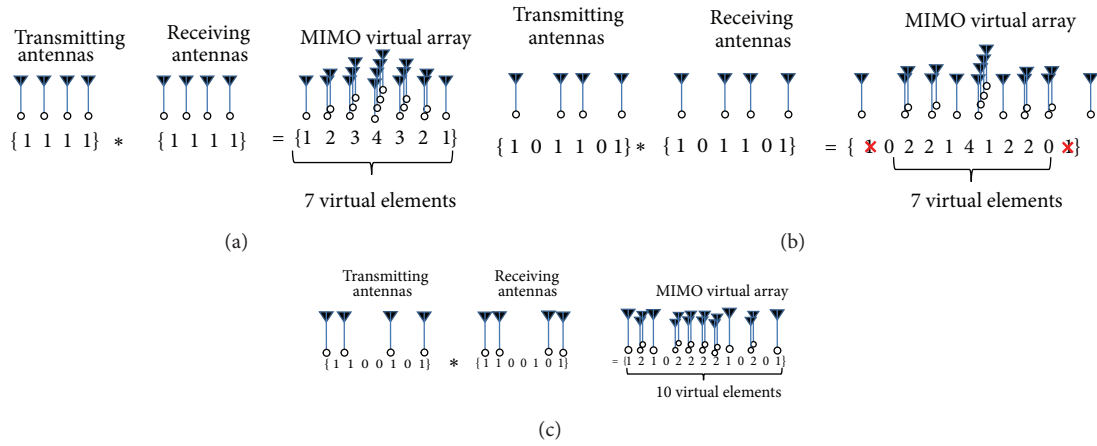 Transmitting
antennas
Receiving
antennas
MIMO virtual array
{1 1 1 1} * {1 1 1 1} = {1 2 3 4 3 2 1}
7 virtual elements
(a)
Transmitting
antennas
Receiving
antennas
MIMO virtual array
{1 0 1 1 0 1} * {1 0 1 1 0 1} = {1 0 2 2 1 4 1 2 2 0 1}
7 virtual elements
(b)
Transmitting
antennas
Receiving
antennas
MIMO virtual array
{1 1 0 0 1 0 1} * {1 1 0 0 1 0 1} = {1 2 1 0 2 2 2 2 1 0 2 0 1}
10 virtual elements
(c)